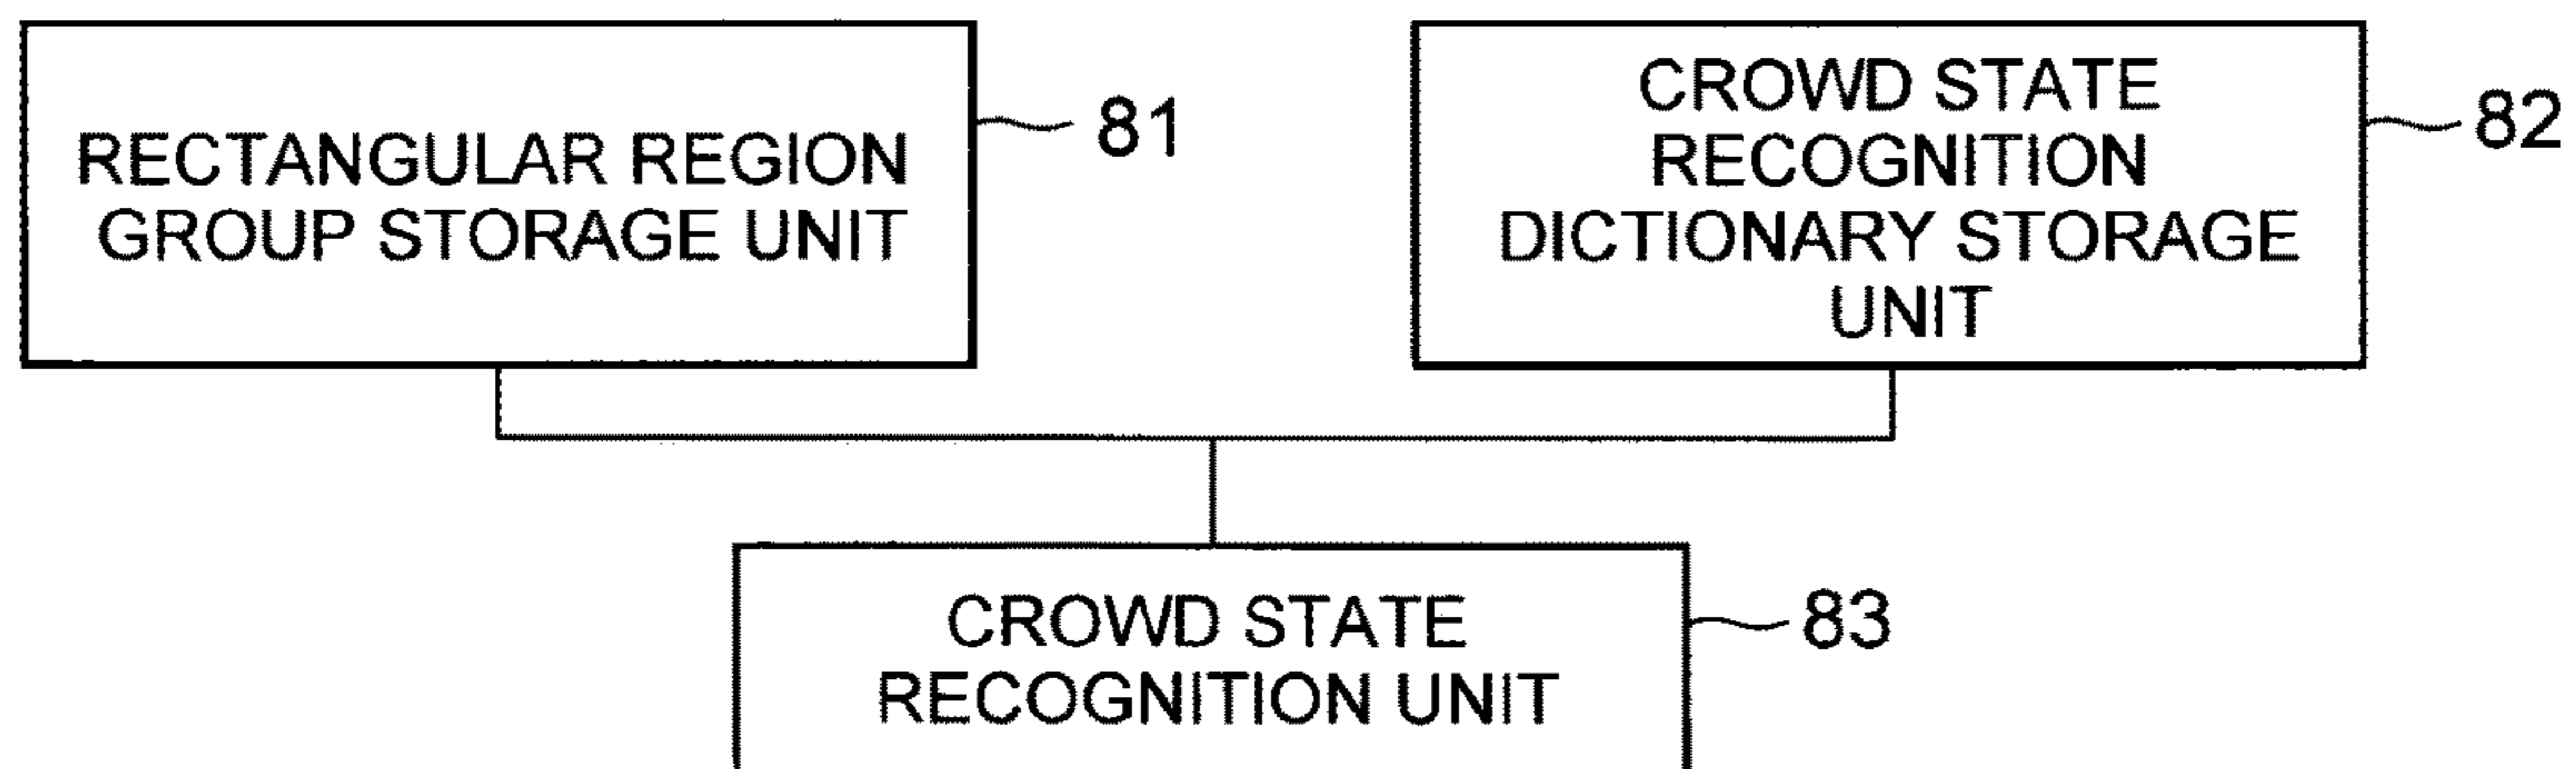 RECTANGULAR REGION
GROUP STORAGE UNIT
81
CROWD STATE
RECOGNITION
DICTIONARY STORAGE
UNIT
82
CROWD STATE
RECOGNITION UNIT
83